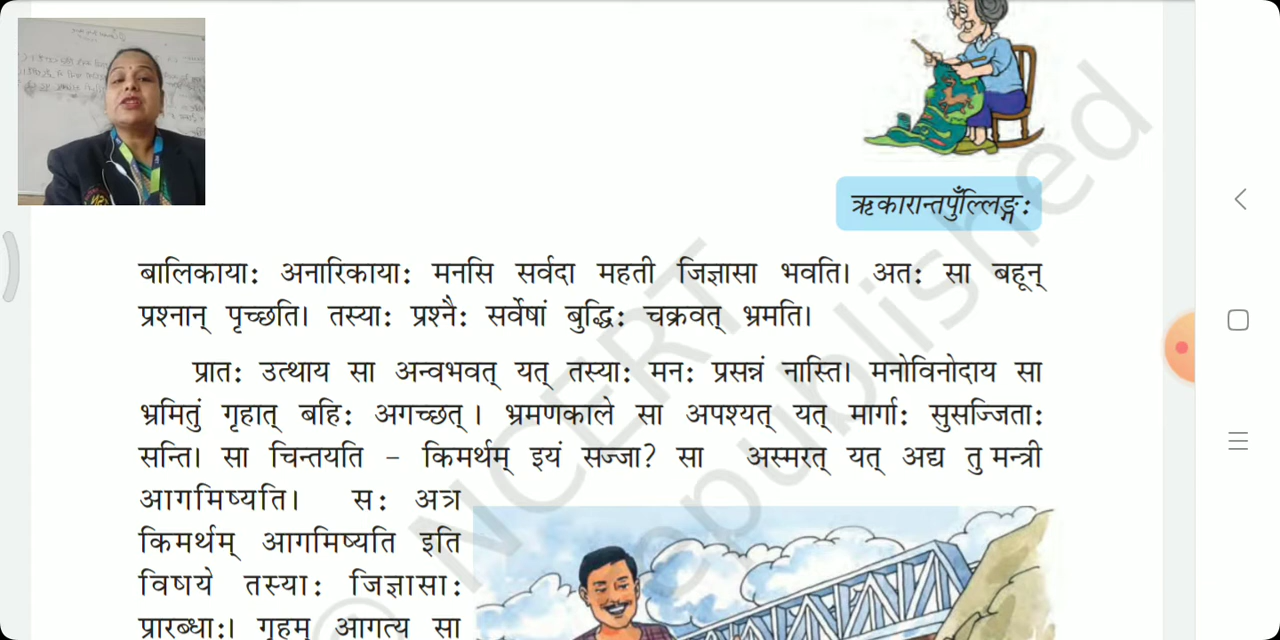 ऋकारान्तपुँल्लिङ्गः
बालिकायाः अनारिकायाः मनसि सर्वदा महती जिज्ञासा भवति। अतः सा बहून्
प्रश्नान् पृच्छति। तस्याः प्रश्नैः सर्वेषां बुद्धिः चक्रवत् भ्रमति।
प्रातः उत्थाय सा अन्वभवत् यत् तस्याः मनः प्रसन्नं नास्ति। मनोविनोदाय सा
भ्रमितुं गृहात् बहिः अगच्छत्। भ्रमणकाले सा अपश्यत् यत् मार्गाः सुसज्जिताः
सन्ति। सा चिन्तयति – किमर्थम् इयं सज्जा? सा अस्मरत् यत् अद्य तु मन्त्री
आगमिष्यति। सः अत्र
किमर्थम् आगमिष्यति इति
विषये तस्याः जिज्ञासाः
प्रारब्धाः। गृहम् आगत्य सा
© NCERT
republished